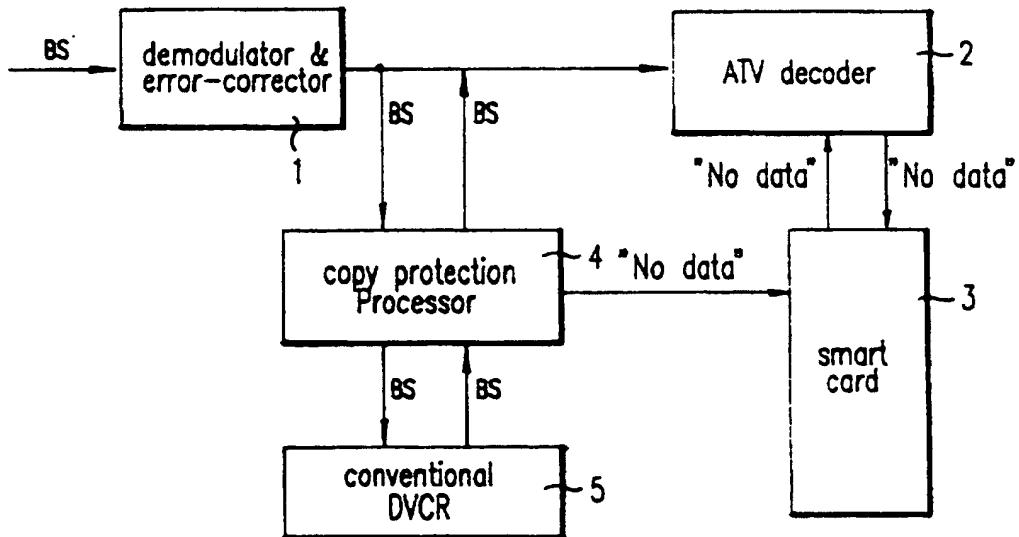 BS
demodulator &
error-corrector
1
ATV decoder
2
BS
BS
"No data"
"No data"
copy protection
Processor
4
"No data"
smart
card
3
BS
BS
conventional
DVCR
5